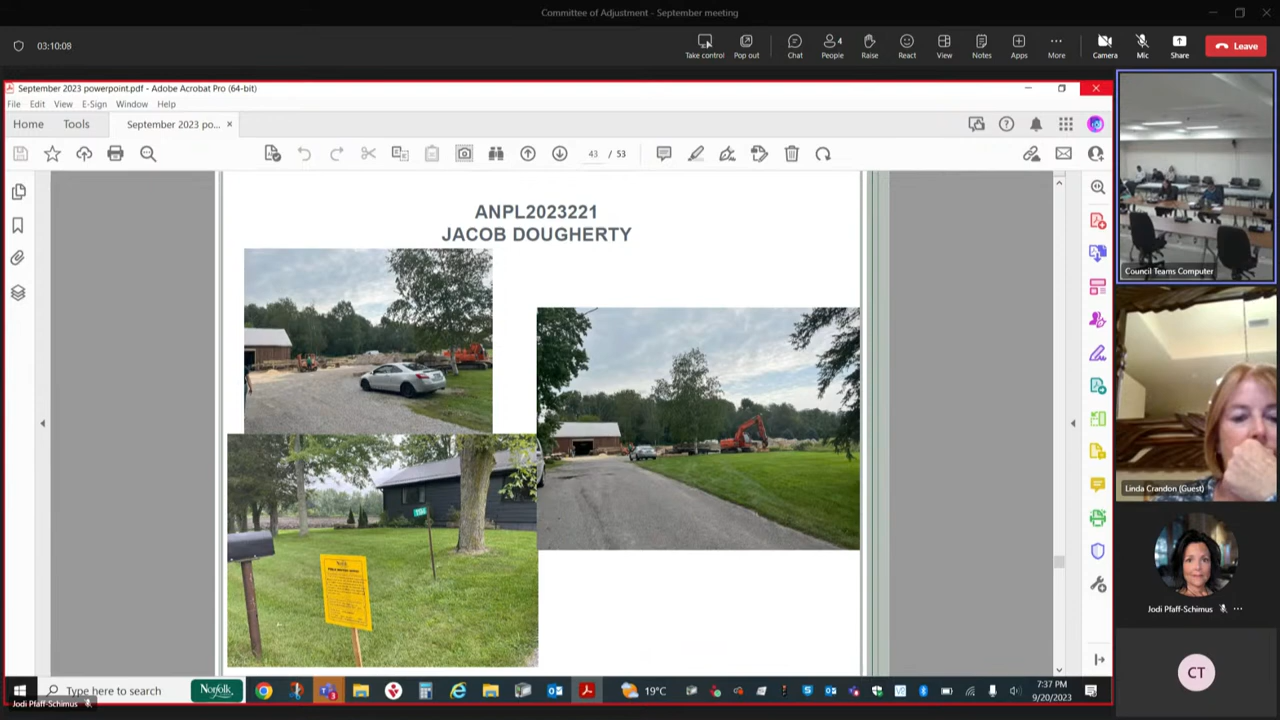 Committee of Adjustment - September meeting
03:10:08
Take control
Pop out
Chat
4
People
Raise
React
View
Notes
Apps
More
Camera
Mic
Share
Leave
September 2023 powerpoint.pdf - Adobe Acrobat Pro (64-bit)
File Edit View E-Sign Window Help
Home Tools September 2023 po...
43 / 53
ANPL2023221
JACOB DOUGHERTY
Council Teams Computer
Linda Crandon (Guest)
Jodi Pfaff-Schimus
CT
Type here to search
Norfolk
19°C
7:37 PM
9/20/2023
Jodi Pfaff-Schimus